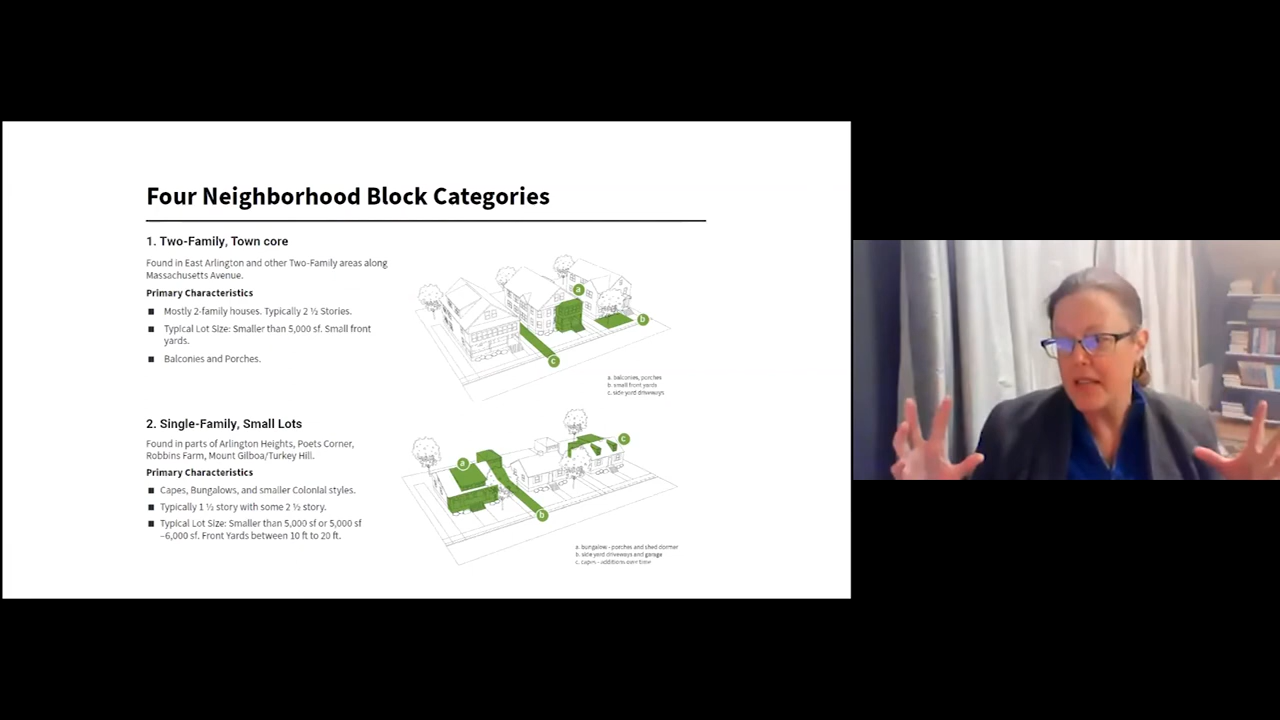 Four Neighborhood Block Categories
1. Two-Family, Town core
Found in East Arlington and other Two-Family areas along
Massachusetts Avenue.
Primary Characteristics
■ Mostly 2-family houses. Typically 2 ½ Stories.
■ Typical Lot Size: Smaller than 5,000 sf. Small front
yards.
■ Balconies and Porches.
a
b
c
a. balconies, porches
b. small front yards
c. side yard driveways
2. Single-Family, Small Lots
Found in parts of Arlington Heights, Poets Corner,
Robbins Farm, Mount Gilboa/Turkey Hill.
Primary Characteristics
■ Capes, Bungalows, and smaller Colonial styles.
■ Typically 1 ½ story with some 2 ½ story.
■ Typical Lot Size: Smaller than 5,000 sf or 5,000 sf
–6,000 sf. Front Yards between 10 ft to 20 ft.
c
a
b
a. bungalow - porches and shed dormer
b. side yard driveways and garage
c. capes - additions over time